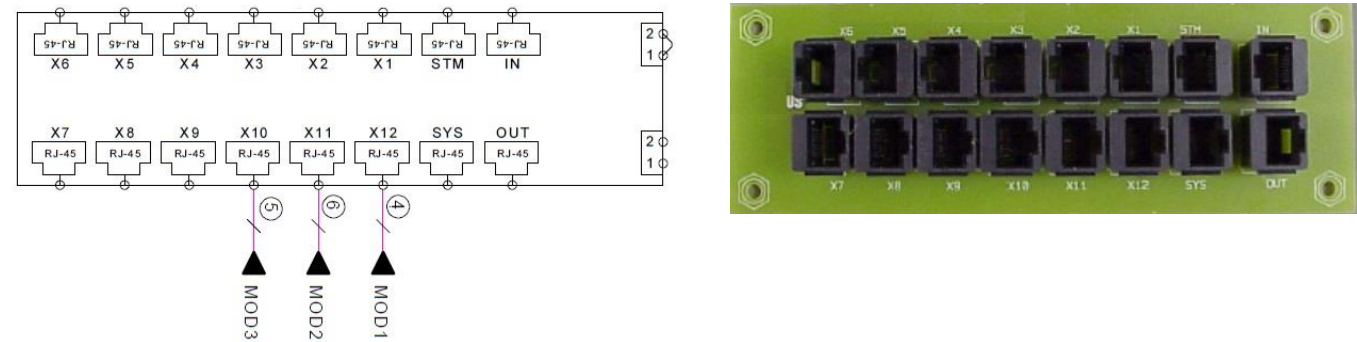 RJ-45 RJ-45 RJ-45 RJ-45 RJ-45 RJ-45 RJ-45 RJ-45
X6 X5 X4 X3 X2 X1 STM IN
2
1
X7 X8 X9 X10 X11 X12 SYS OUT
RJ-45 RJ-45 RJ-45 RJ-45 RJ-45 RJ-45 RJ-45 RJ-45
2
1
5 6 4
MOD3 MOD2 MOD1
X6 X5 X4 X3 X2 X1 STM IN
US
X7 X8 X9 X10 X11 X12 SYS OUT